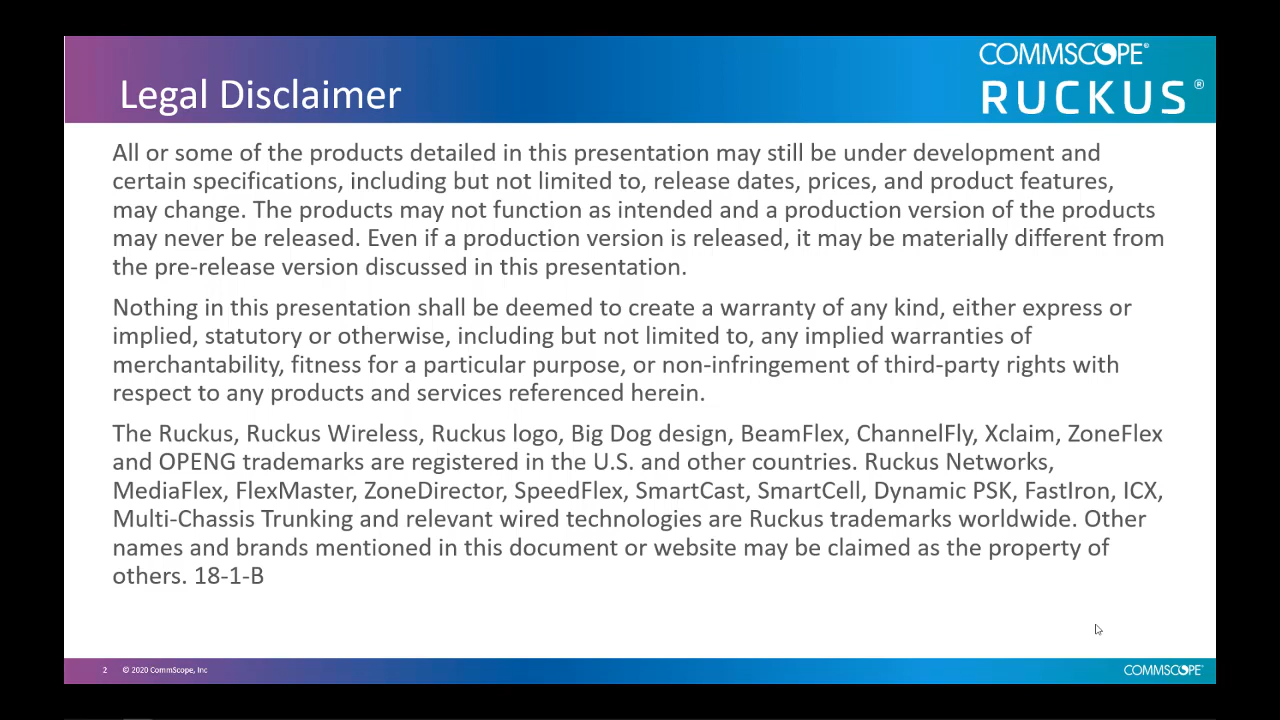 COMMSCOPE®
RUCKUS®
Legal Disclaimer
All or some of the products detailed in this presentation may still be under development and
certain specifications, including but not limited to, release dates, prices, and product features,
may change. The products may not function as intended and a production version of the products
may never be released. Even if a production version is released, it may be materially different from
the pre-release version discussed in this presentation.
Nothing in this presentation shall be deemed to create a warranty of any kind, either express or
implied, statutory or otherwise, including but not limited to, any implied warranties of
merchantability, fitness for a particular purpose, or non-infringement of third-party rights with
respect to any products and services referenced herein.
The Ruckus, Ruckus Wireless, Ruckus logo, Big Dog design, BeamFlex, ChannelFly, Xclaim, ZoneFlex
and OPENG trademarks are registered in the U.S. and other countries. Ruckus Networks,
MediaFlex, FlexMaster, ZoneDirector, SpeedFlex, SmartCast, SmartCell, Dynamic PSK, FastIron, ICX,
Multi-Chassis Trunking and relevant wired technologies are Ruckus trademarks worldwide. Other
names and brands mentioned in this document or website may be claimed as the property of
others. 18-1-B
2 © 2020 CommScope, Inc
COMMSCOPE®